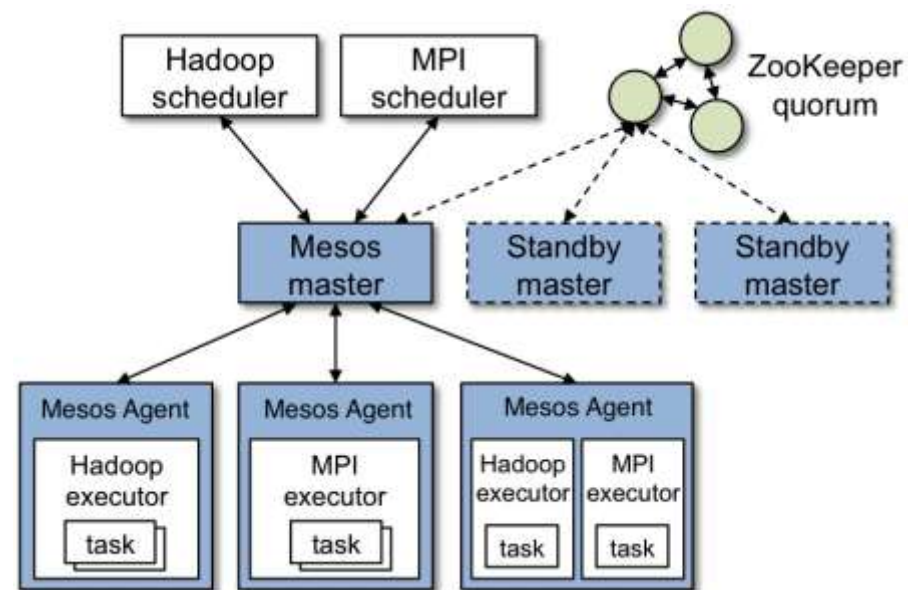 Hadoop
scheduler
MPI
scheduler
ZooKeeper
quorum
Mesos
master
Standby
master
Standby
master
Mesos Agent
Hadoop
executor
task
Mesos Agent
MPI
executor
task
Mesos Agent
Hadoop
executor
task
MPI
executor
task